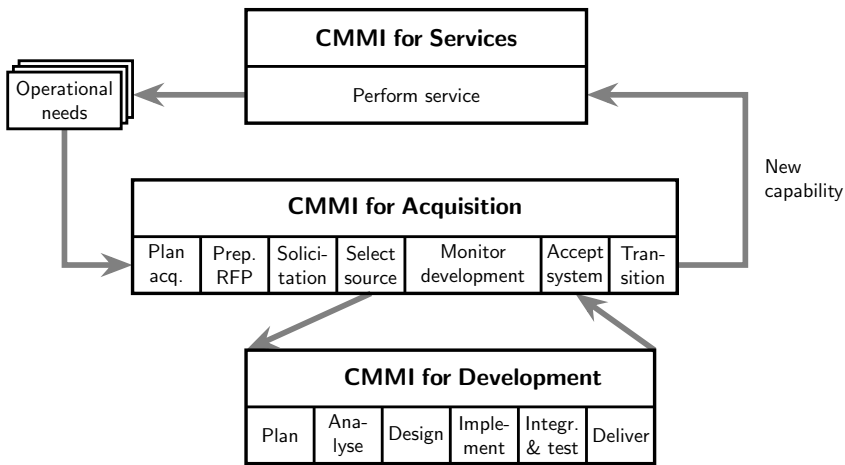 CMMI for Services
Perform service
Operational
needs
New
capability
CMMI for Acquisition
Plan
acq.
Prep.
RFP
Solici-
tation
Select
source
Monitor
development
Accept
system
Tran-
sition
CMMI for Development
Plan
Ana-
lyse
Design
Imple-
ment
Integr.
& test
Deliver